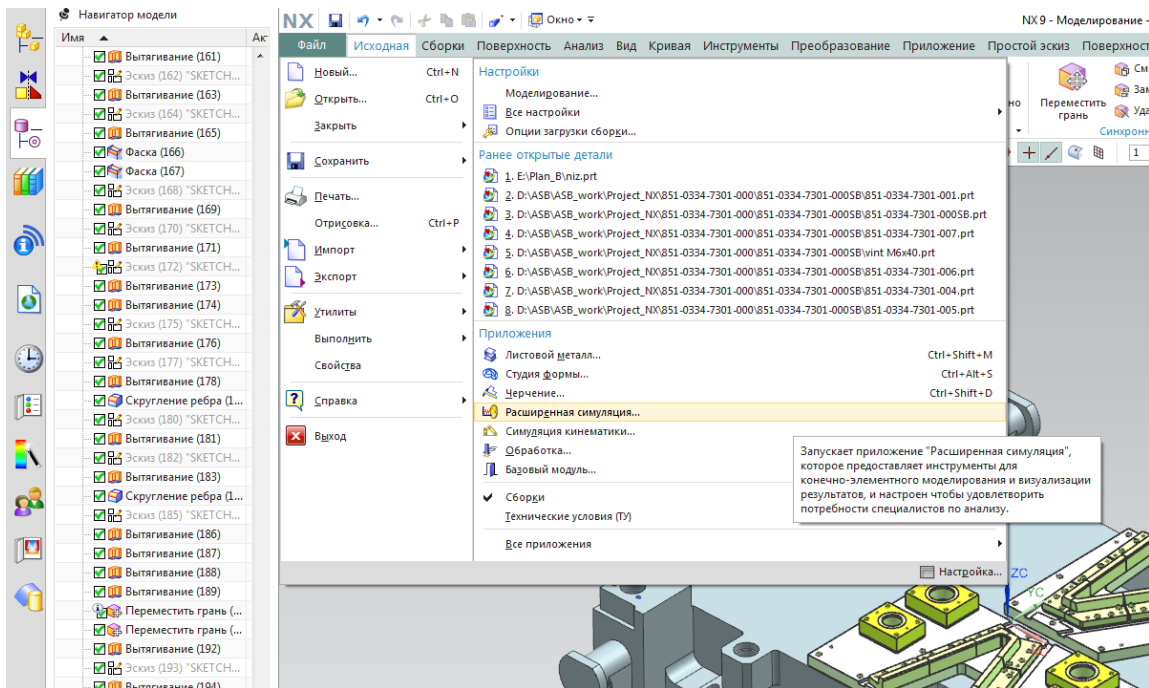 Навигатор модели
Имя
Ак
Вытягивание (161)
Эскиз (162) "SKETCH...
Вытягивание (163)
Эскиз (164) "SKETCH...
Вытягивание (165)
Фаска (166)
Фаска (167)
Эскиз (168) "SKETCH...
Вытягивание (169)
Эскиз (170) "SKETCH...
Вытягивание (171)
Эскиз (172) "SKETCH...
Вытягивание (173)
Вытягивание (174)
Эскиз (175) "SKETCH...
Вытягивание (176)
Эскиз (177) "SKETCH...
Вытягивание (178)
Скругление ребра (1...
Эскиз (180) "SKETCH...
Вытягивание (181)
Эскиз (182) "SKETCH...
Вытягивание (183)
Скругление ребра (1...
Эскиз (185) "SKETCH...
Вытягивание (186)
Вытягивание (187)
Вытягивание (188)
Вытягивание (189)
Переместить грань (...
Переместить грань (...
Вытягивание (192)
Эскиз (193) "SKETCH...
Вытягивание (194)
NX
Окно
NX 9 - Моделирование -
Файл Исходная Сборки Поверхность Анализ Вид Кривая Инструменты Преобразование Приложение Простой эскиз Поверхност
Новый... Ctrl+N
Открыть... Ctrl+O
Закрыть
Сохранить
Печать...
Отрисовка... Ctrl+P
Импорт
Экспорт
Утилиты
Выполнить
Свойства
Справка
Выход
Настройки
Моделирование...
Все настройки
Опции загрузки сборки...
Ранее открытые детали
1. E:\Plan_B\niz.prt
2. D:\ASB\ASB_work\Project_NX\851-0334-7301-000\851-0334-7301-000SB\851-0334-7301-001.prt
3. D:\ASB\ASB_work\Project_NX\851-0334-7301-000\851-0334-7301-000SB\851-0334-7301-000SB.prt
4. D:\ASB\ASB_work\Project_NX\851-0334-7301-000\851-0334-7301-000SB\851-0334-7301-007.prt
5. D:\ASB\ASB_work\Project_NX\851-0334-7301-000\851-0334-7301-000SB\vint M6x40.prt
6. D:\ASB\ASB_work\Project_NX\851-0334-7301-000\851-0334-7301-000SB\851-0334-7301-006.prt
7. D:\ASB\ASB_work\Project_NX\851-0334-7301-000\851-0334-7301-000SB\851-0334-7301-004.prt
8. D:\ASB\ASB_work\Project_NX\851-0334-7301-000\851-0334-7301-000SB\851-0334-7301-005.prt
Приложения
Листовой металл... Ctrl+Shift+M
Студия формы... Ctrl+Alt+S
Черчение... Ctrl+Shift+D
Расширенная симуляция...
Симуляция кинематики...
Обработка...
Базовый модуль...
Сборки
Технические условия (ТУ)
Все приложения
Настройка...
Запускает приложение "Расширенная симуляция",
которое предоставляет инструменты для
конечно-элементного моделирования и визуализации
результатов, и настроен чтобы удовлетворить
потребности специалистов по анализу.
но
Переместить
грань
См
Зам
Уда
Синхронн
1
ZC
YC